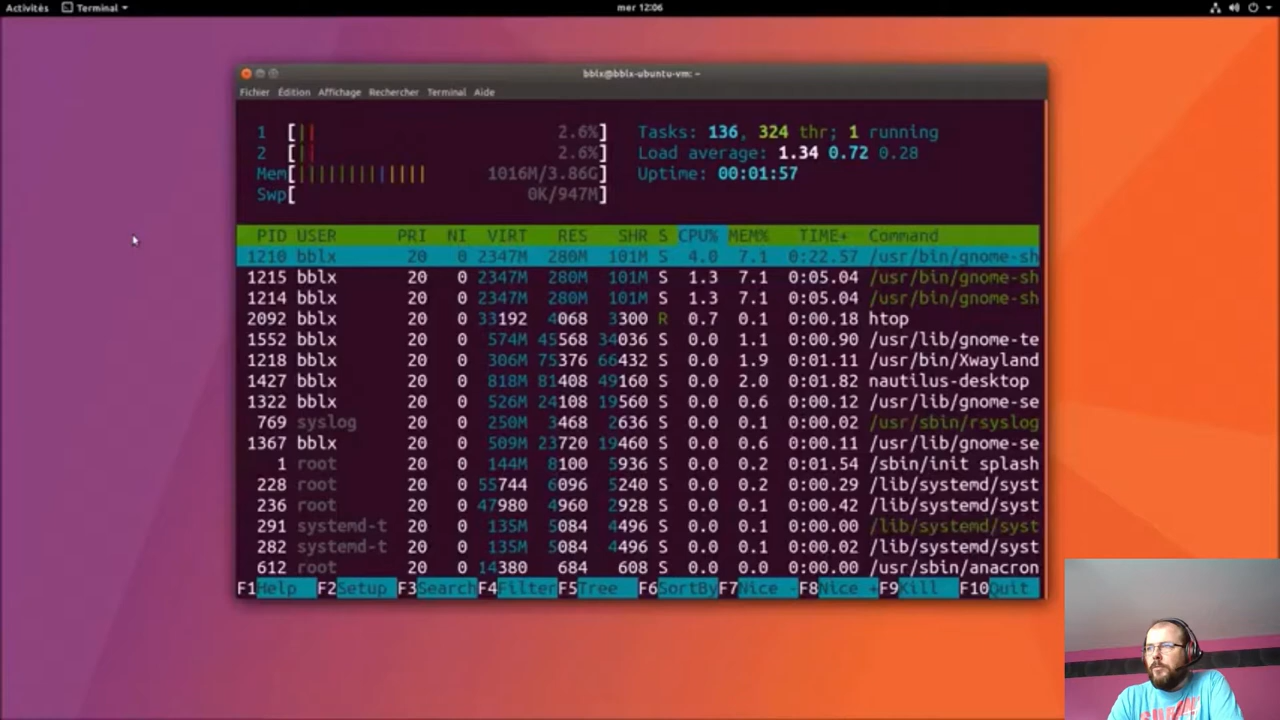 Activités Terminal mer 12:06
bblx@bblx-ubuntu-vm: ~
Fichier Édition Affichage Rechercher Terminal Aide
1 [|| 2.6%] Tasks: 136, 324 thr; 1 running
2 [|| 2.6%] Load average: 1.34 0.72 0.28
Mem[||||||||||||| 1016M/3.86G] Uptime: 00:01:57
Swp[ 0K/947M]
PID USER PRI NI VIRT RES SHR S CPU% MEM% TIME+ Command
1210 bblx 20 0 2347M 280M 101M S 4.0 7.1 0:22.57 /usr/bin/gnome-sh
1215 bblx 20 0 2347M 280M 101M S 1.3 7.1 0:05.04 /usr/bin/gnome-sh
1214 bblx 20 0 2347M 280M 101M S 1.3 7.1 0:05.04 /usr/bin/gnome-sh
2092 bblx 20 0 33192 4068 3300 R 0.7 0.1 0:00.18 htop
1552 bblx 20 0 574M 45568 34036 S 0.0 1.1 0:00.90 /usr/lib/gnome-te
1218 bblx 20 0 306M 75376 66432 S 0.0 1.9 0:01.11 /usr/bin/Xwayland
1427 bblx 20 0 818M 81408 49160 S 0.0 2.0 0:01.82 nautilus-desktop
1322 bblx 20 0 526M 24108 19560 S 0.0 0.6 0:00.12 /usr/lib/gnome-se
769 syslog 20 0 250M 3468 2636 S 0.0 0.1 0:00.02 /usr/sbin/rsyslog
1367 bblx 20 0 509M 23720 19460 S 0.0 0.6 0:00.11 /usr/lib/gnome-se
1 root 20 0 144M 8100 5936 S 0.0 0.2 0:01.54 /sbin/init splash
228 root 20 0 55744 6096 5240 S 0.0 0.2 0:00.29 /lib/systemd/syst
236 root 20 0 47980 4960 2928 S 0.0 0.1 0:00.42 /lib/systemd/syst
291 systemd-t 20 0 135M 5084 4496 S 0.0 0.1 0:00.00 /lib/systemd/syst
282 systemd-t 20 0 135M 5084 4496 S 0.0 0.1 0:00.02 /lib/systemd/syst
612 root 20 0 14380 684 608 S 0.0 0.0 0:00.00 /usr/sbin/anacron
F1Help F2Setup F3Search F4Filter F5Tree F6SortBy F7Nice - F8Nice + F9Kill F10Quit